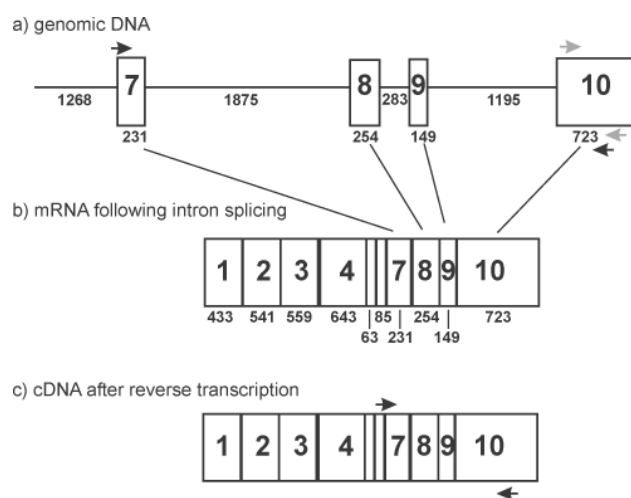 a) genomic DNA
7 8 9 10
1268 1875 283 1195
231 254 149 723
b) mRNA following intron splicing
1 2 3 4 7 8 9 10
433 541 559 643 85 254 723
63 231 149
c) cDNA after reverse transcription
1 2 3 4 7 8 9 10